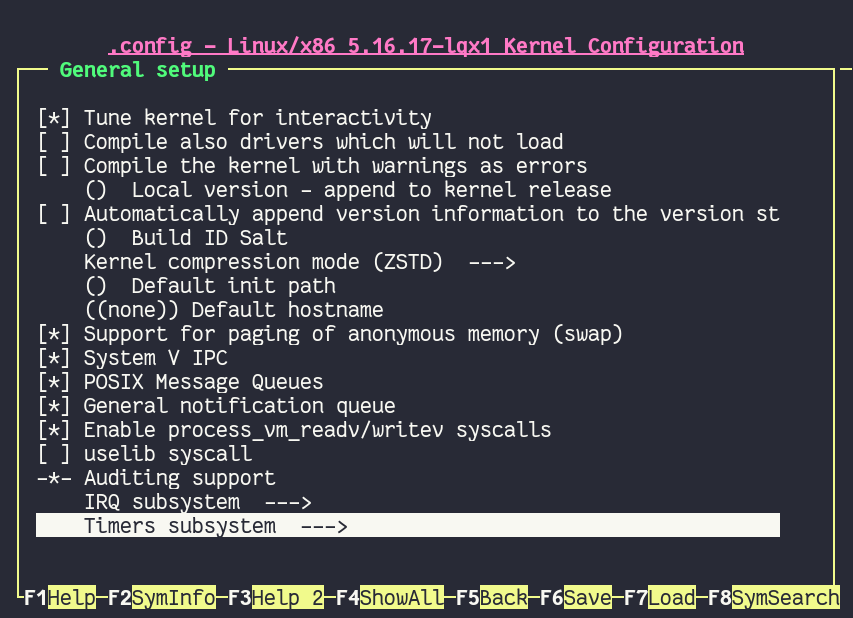 .config - Linux/x86 5.16.17-lqx1 Kernel Configuration
General setup
[*] Tune kernel for interactivity
[ ] Compile also drivers which will not load
[ ] Compile the kernel with warnings as errors
()  Local version - append to kernel release
[ ] Automatically append version information to the version st
()  Build ID Salt
Kernel compression mode (ZSTD)  --->
()  Default init path
((none)) Default hostname
[*] Support for paging of anonymous memory (swap)
[*] System V IPC
[*] POSIX Message Queues
[*] General notification queue
[*] Enable process_vm_readv/writev syscalls
[ ] uselib syscall
-*- Auditing support
IRQ subsystem  --->
Timers subsystem  --->
F1Help-F2SymInfo-F3Help 2-F4ShowAll-F5Back-F6Save-F7Load-F8SymSearch